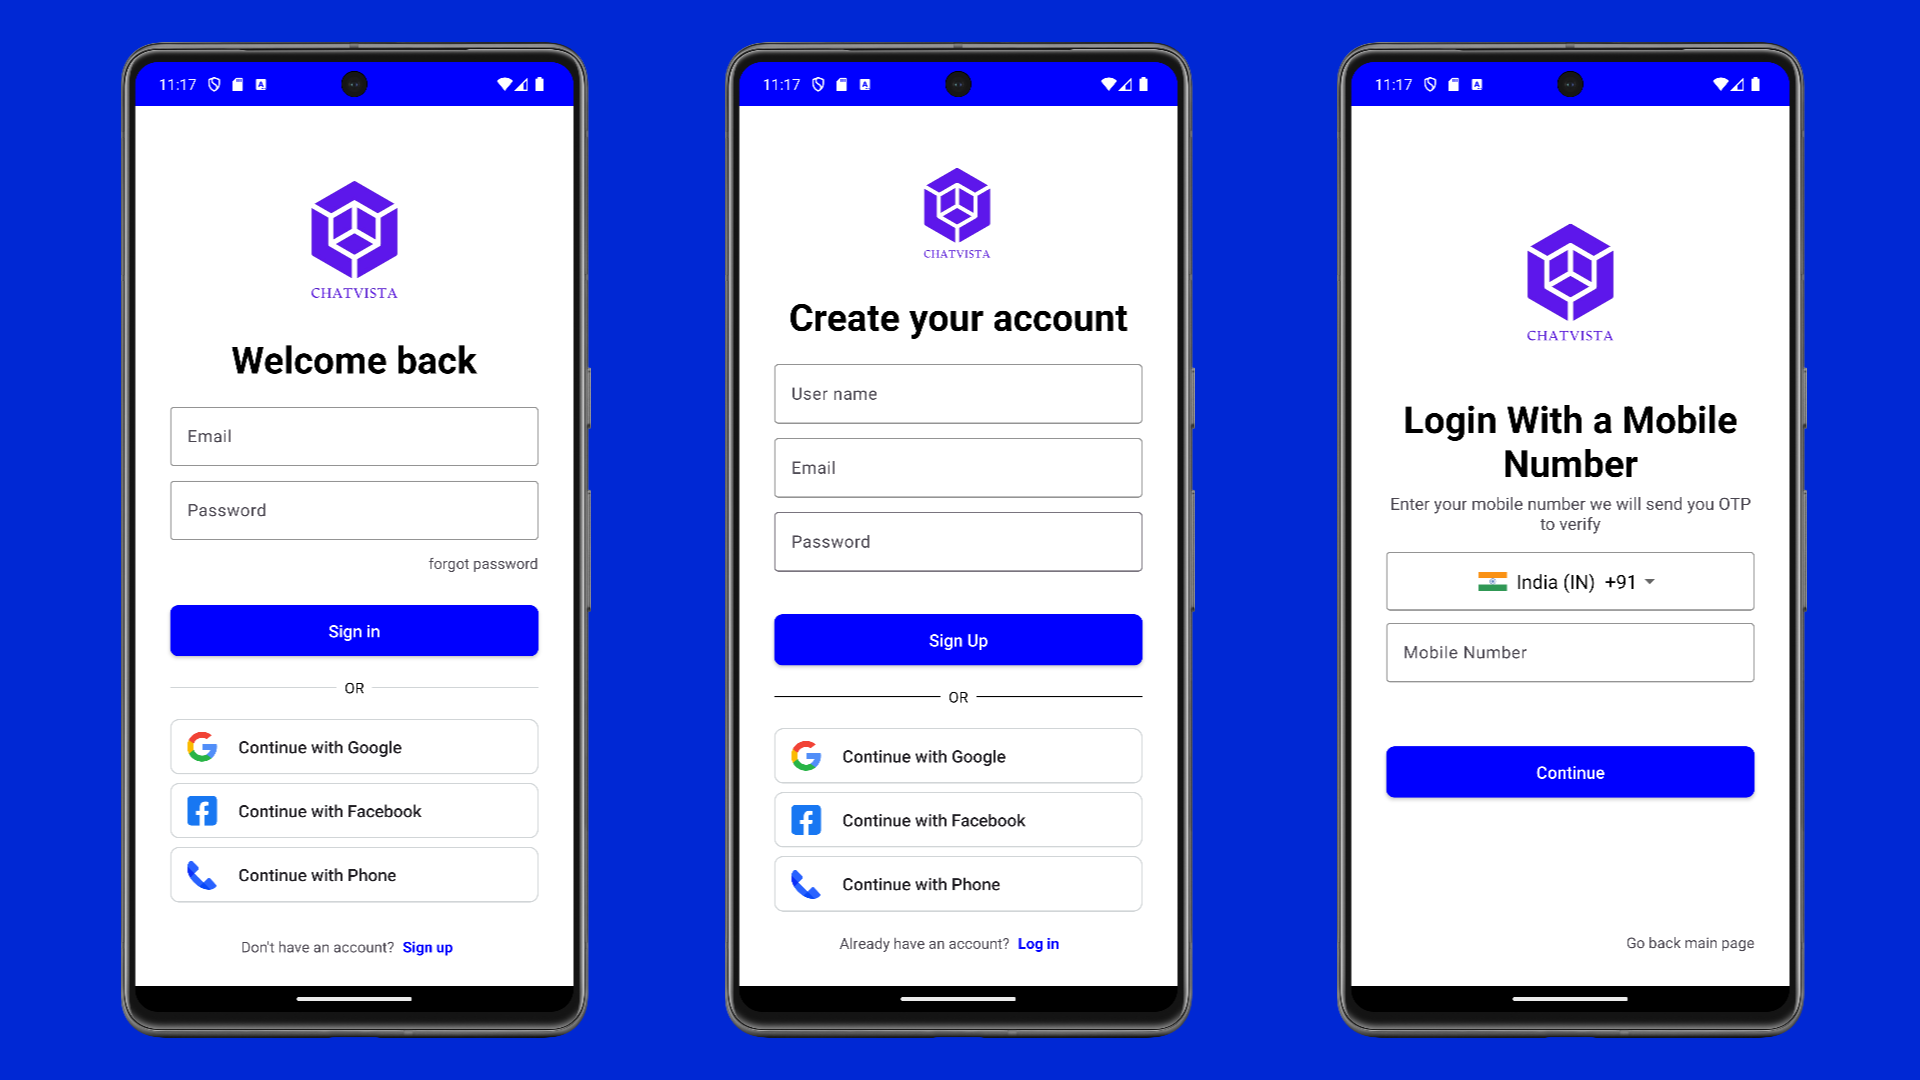 11:17
CHATVISTA
Welcome back
Email
Password
forgot password
Sign in
OR
Continue with Google
Continue with Facebook
Continue with Phone
Don't have an account? Sign up
11:17
CHATVISTA
Create your account
User name
Email
Password
Sign Up
OR
Continue with Google
Continue with Facebook
Continue with Phone
Already have an account? Log in
11:17
CHATVISTA
Login With a Mobile
Number
Enter your mobile number we will send you OTP
to verify
India (IN) +91
Mobile Number
Continue
Go back main page